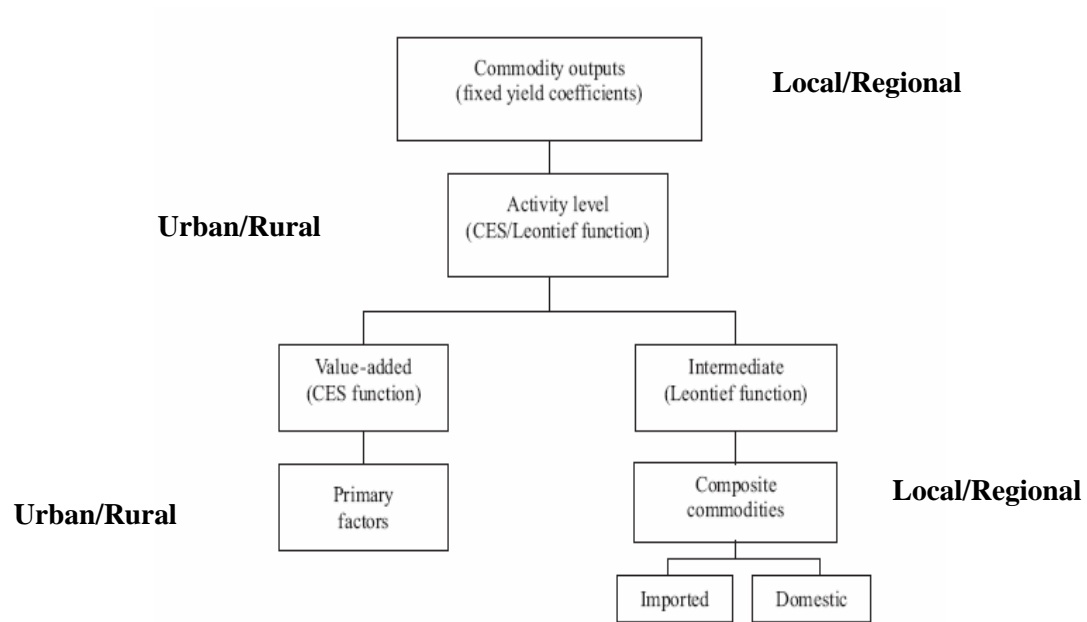 Commodity outputs
(fixed yield coefficients)
Local/Regional
Activity level
(CES/Leontief function)
Urban/Rural
Value-added
(CES function)
Intermediate
(Leontief function)
Urban/Rural
Primary
factors
Composite
commodities
Local/Regional
Imported
Domestic